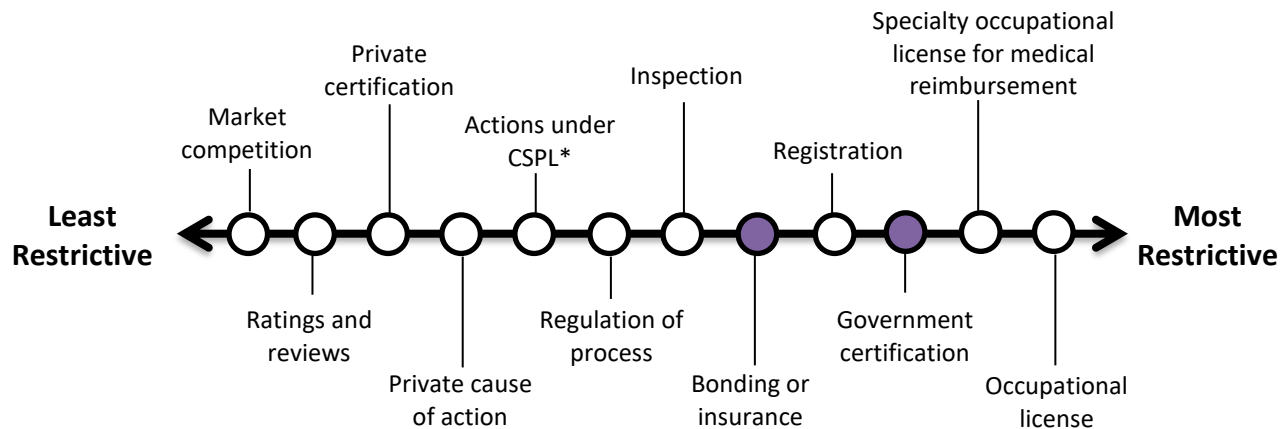 Least
Restrictive
Market
competition
Ratings and
reviews
Private
certification
Private cause
of action
Actions under
CSPL*
Regulation of
process
Inspection
Bonding or
insurance
Registration
Government
certification
Specialty occupational
license for medical
reimbursement
Occupational
license
Most
Restrictive